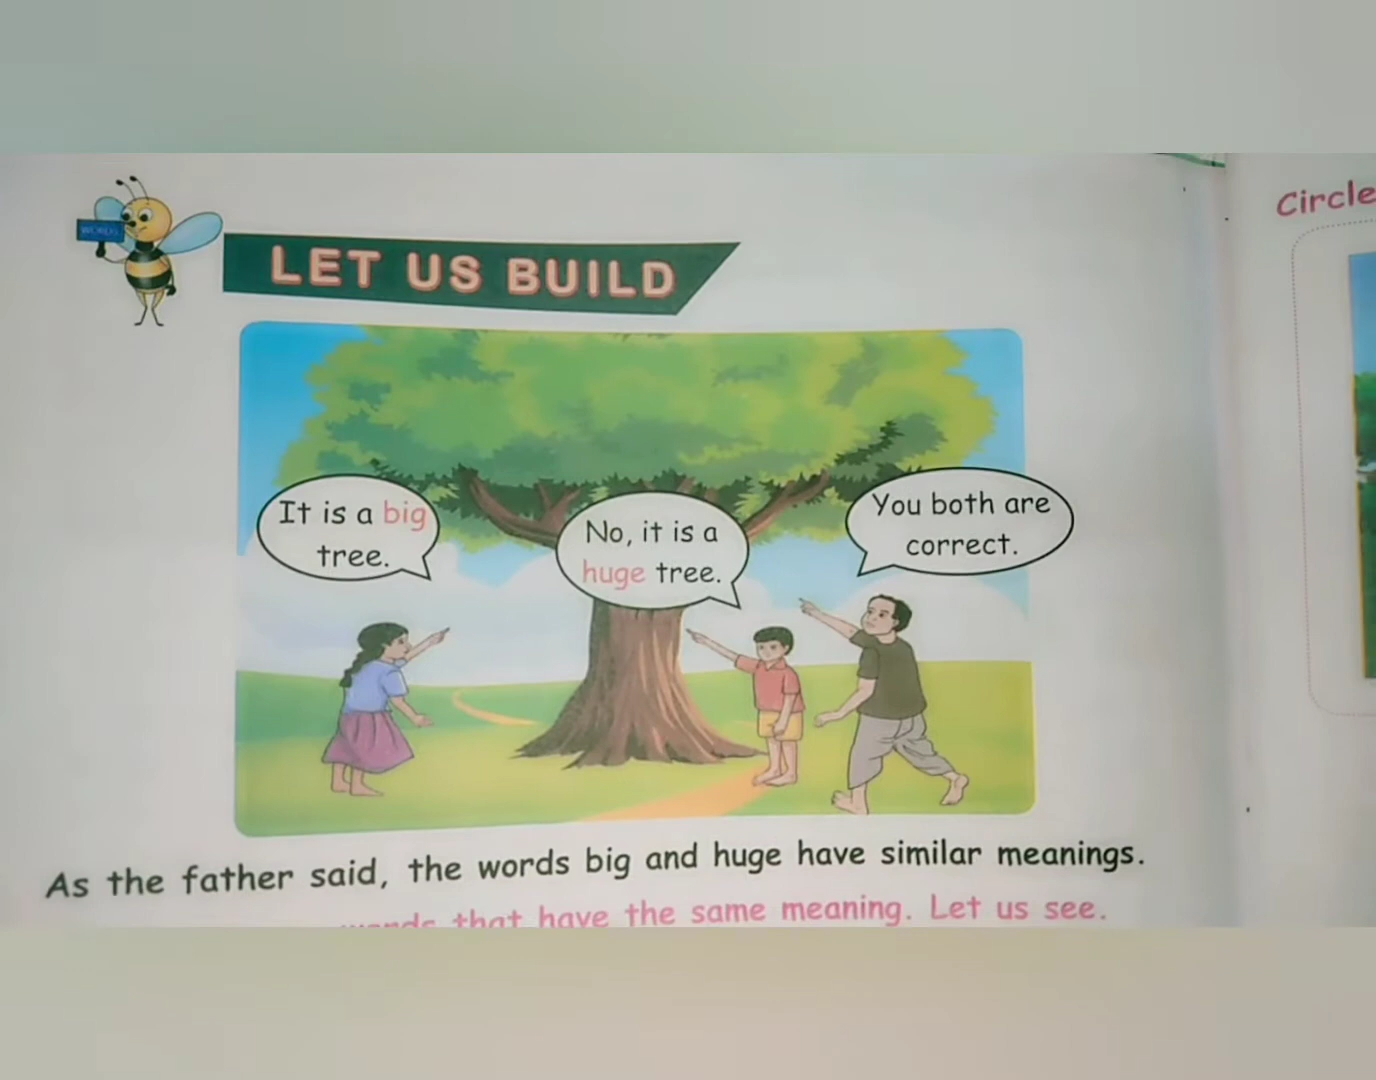 WORDS
LET US BUILD
It is a big
tree.
No, it is a
huge tree.
You both are
correct.
As the father said, the words big and huge have similar meanings.
that have the same meaning. Let us see.
Circle